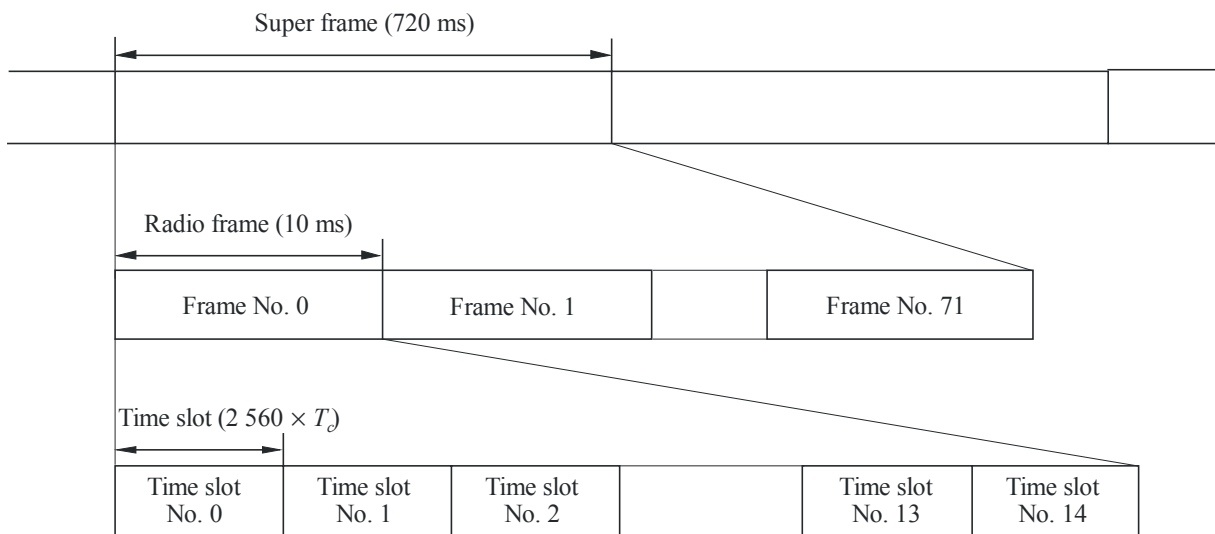 Super frame (720 ms)
Radio frame (10 ms)
Frame No. 0
Frame No. 1
Frame No. 71
Time slot (2 560 × T_c)
Time slot
No. 0
Time slot
No. 1
Time slot
No. 2
Time slot
No. 13
Time slot
No. 14